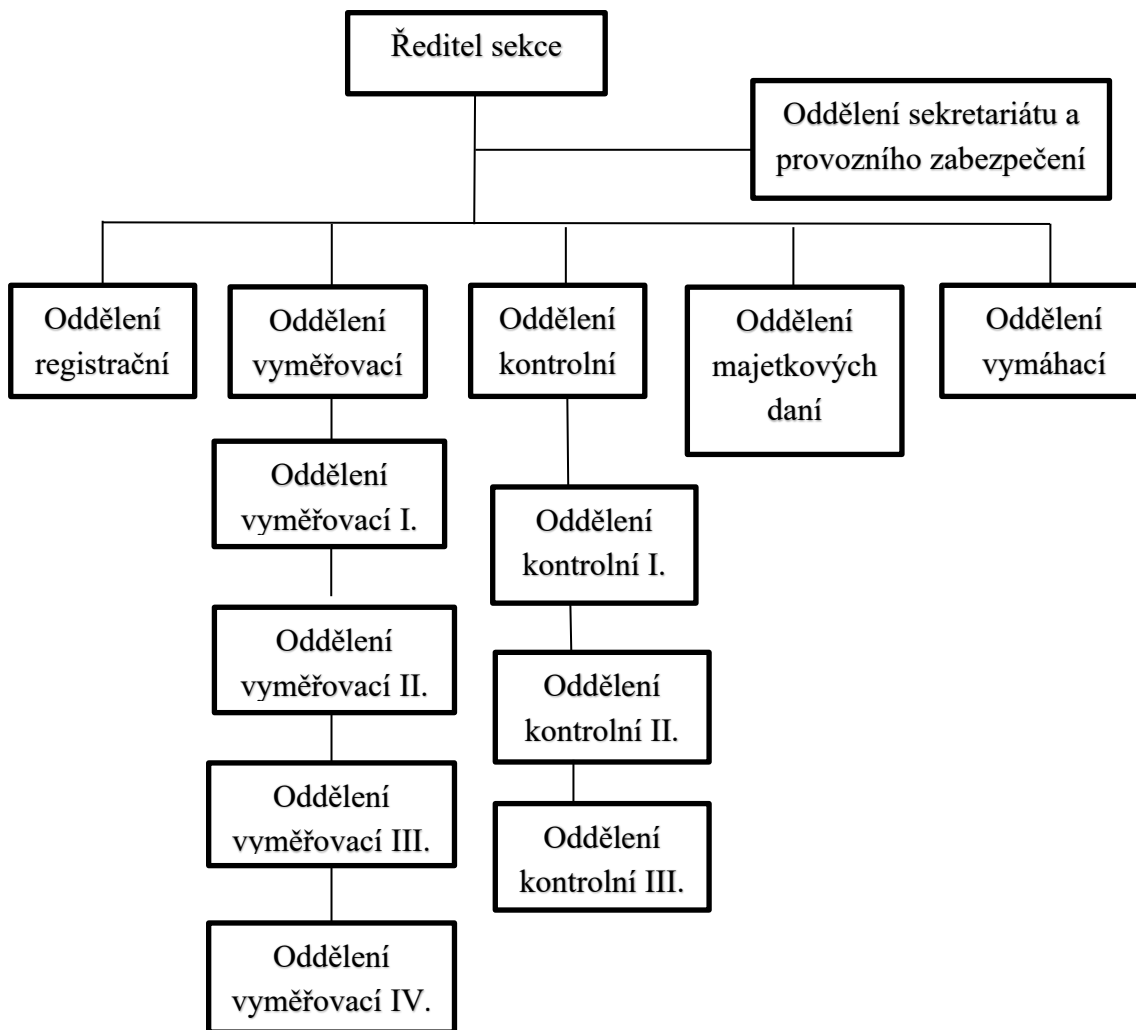 Ředitel sekce
Oddělení sekretariátu a
provozního zabezpečení
Oddělení
registrační
Oddělení
vyměřovací
Oddělení
kontrolní
Oddělení
majetkových
daní
Oddělení
vymáhací
Oddělení
vyměřovací I.
Oddělení
vyměřovací II.
Oddělení
vyměřovací III.
Oddělení
vyměřovací IV.
Oddělení
kontrolní I.
Oddělení
kontrolní II.
Oddělení
kontrolní III.